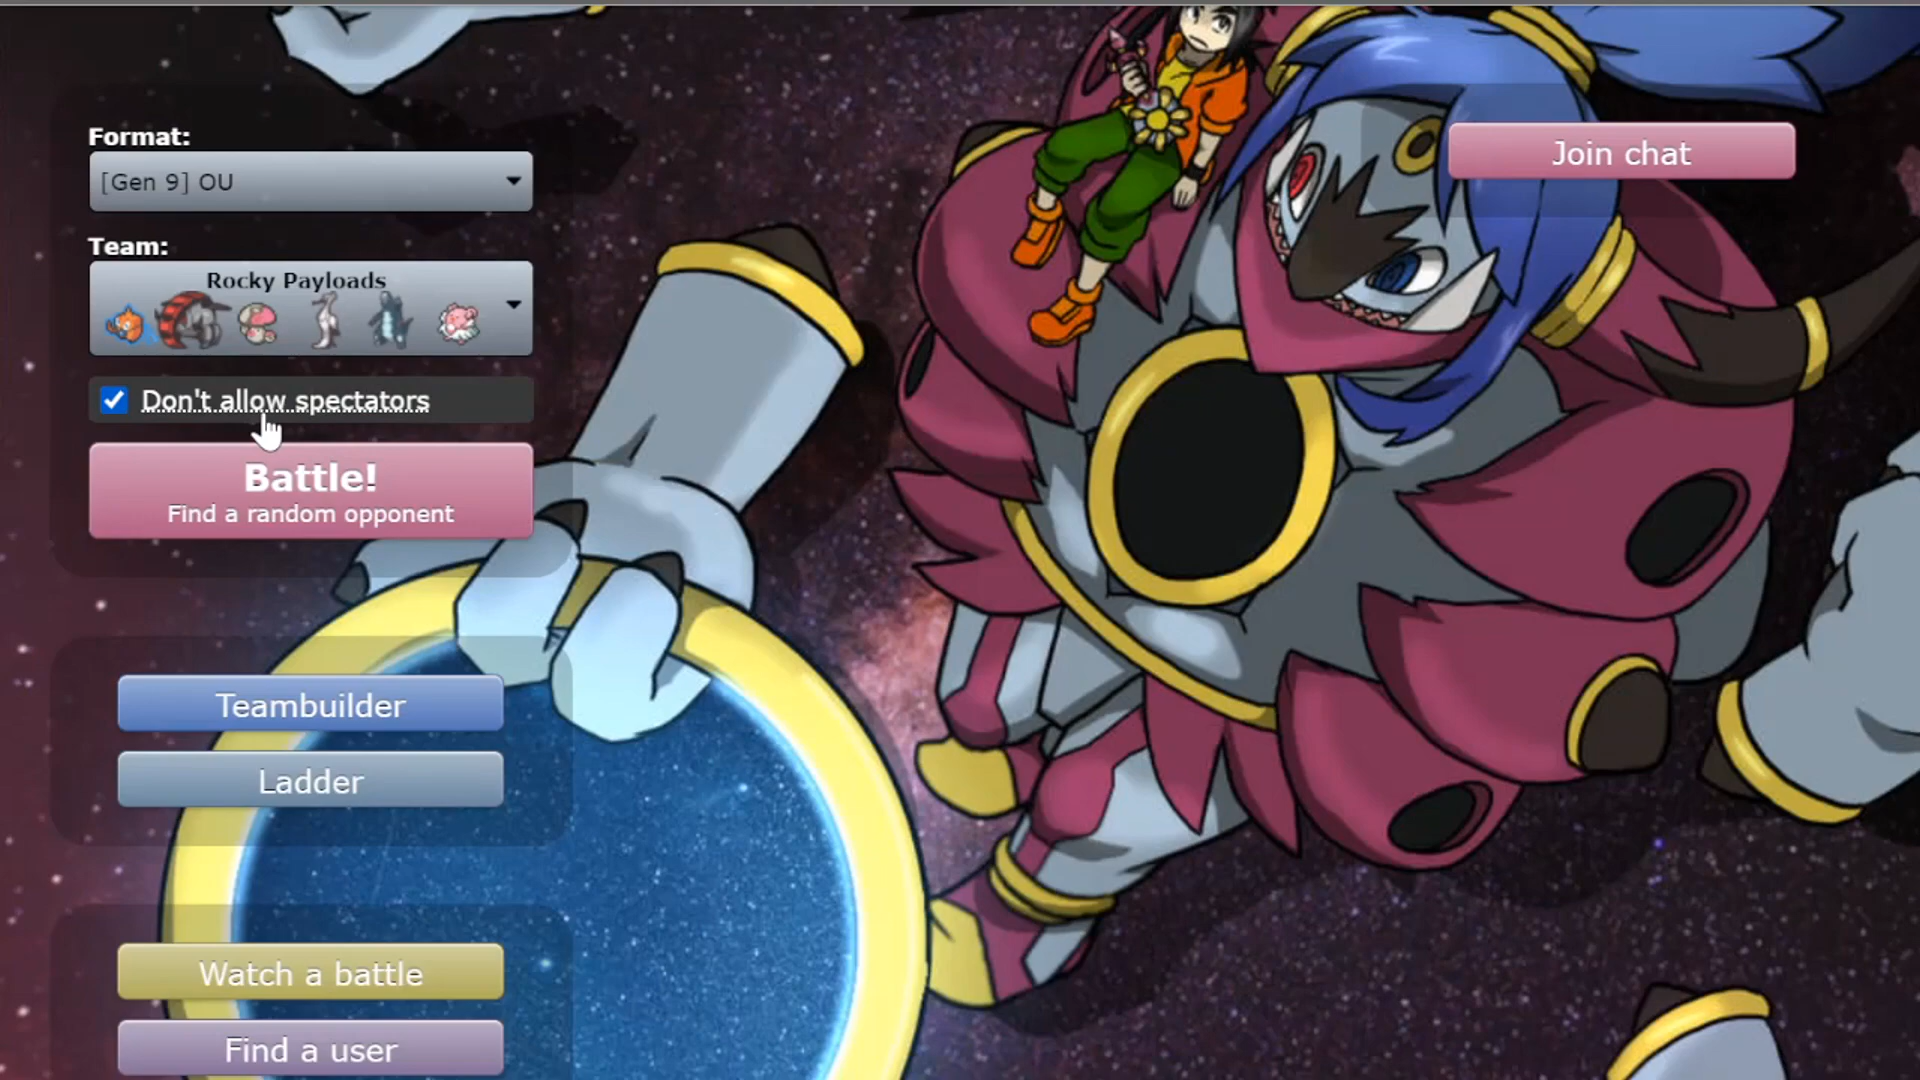 Format:
[Gen 9] OU
Team:
Rocky Payloads
Don't allow spectators
Battle!
Find a random opponent
Teambuilder
Ladder
Watch a battle
Find a user
Join chat